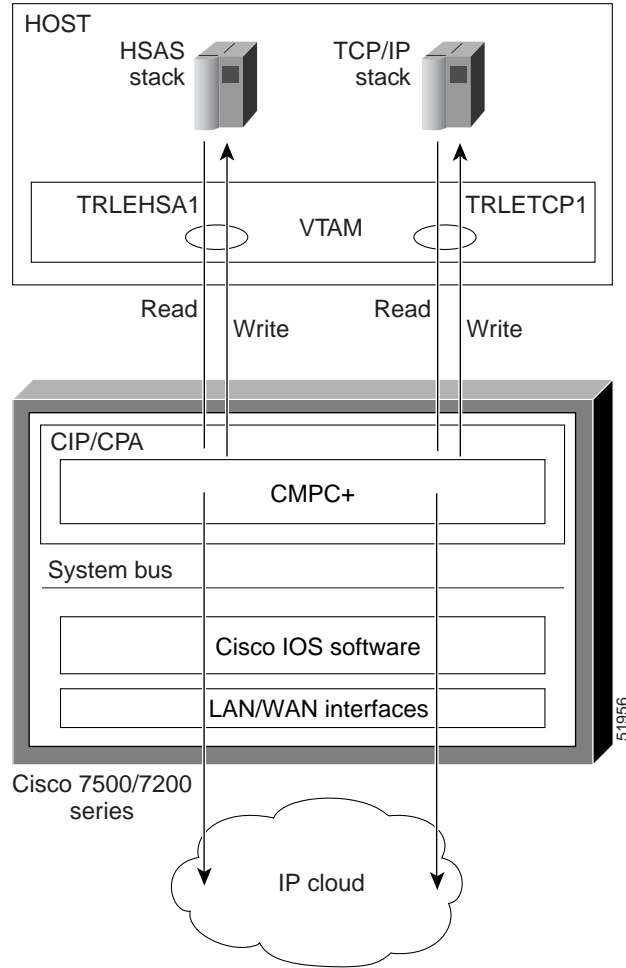 HOST
HSAS
stack
TCP/IP
stack
TRLEHSA1
VTAM
TRLETCP1
Read
Write
Read
Write
CIP/CPA
CMPC+
System bus
Cisco IOS software
LAN/WAN interfaces
51956
Cisco 7500/7200
series
IP cloud